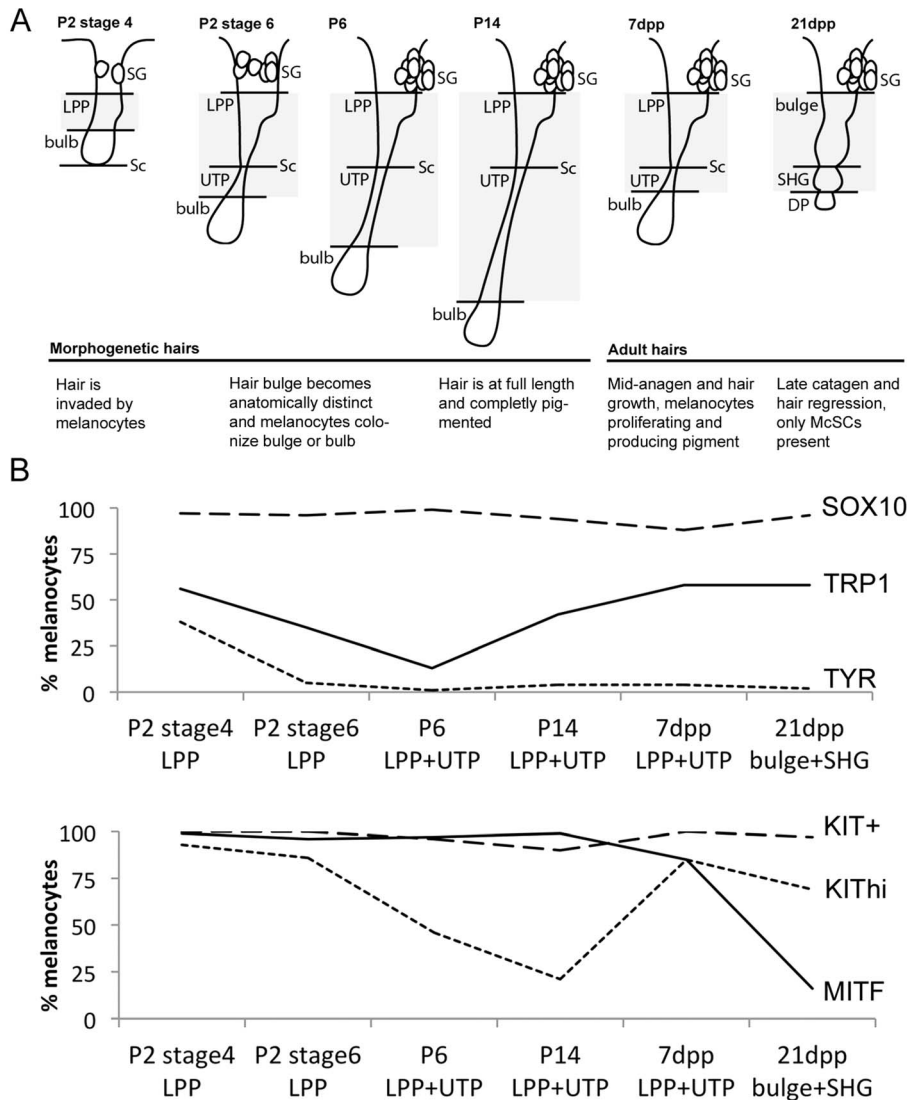 A
P2 stage 4
P2 stage 6
P6
P14
7dpp
21dpp
SG
LPP
bulb
Sc
SG
LPP
Sc
UTP
bulb
SG
LPP
Sc
UTP
bulb
SG
LPP
Sc
UTP
bulb
SG
LPP
Sc
UTP
bulb
SG
bulge
Sc
SHG
DP
Morphogenetic hairs
Adult hairs
Hair is
invaded by
melanocytes
Hair bulge becomes
anatomically distinct
and melanocytes colo-
nize bulge or bulb
Hair is at full length
and completly pig-
mented
Mid-anagen and hair
growth, melanocytes
proliferating and
producing pigment
Late catagen and
hair regression,
only McSCs
present
B
% melanocytes
100
75
50
25
0
SOX10
TRP1
TYR
P2 stage4
LPP
P2 stage6
LPP
P6
LPP+UTP
P14
LPP+UTP
7dpp
LPP+UTP
21dpp
bulge+SHG
% melanocytes
100
75
50
25
0
KIT+
KIThi
MITF
P2 stage4
LPP
P2 stage6
LPP
P6
LPP+UTP
P14
LPP+UTP
7dpp
LPP+UTP
21dpp
bulge+SHG